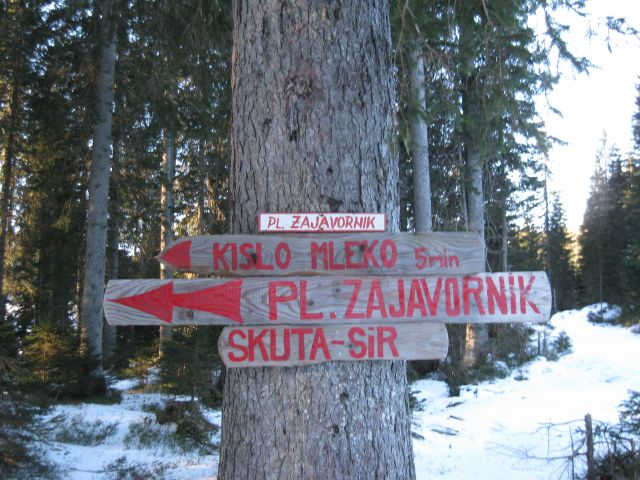 PL. ZAJAVORNIK
KISLO MLEKO 5min
PL. ZAJAVORNIK
SKUTA-SiR